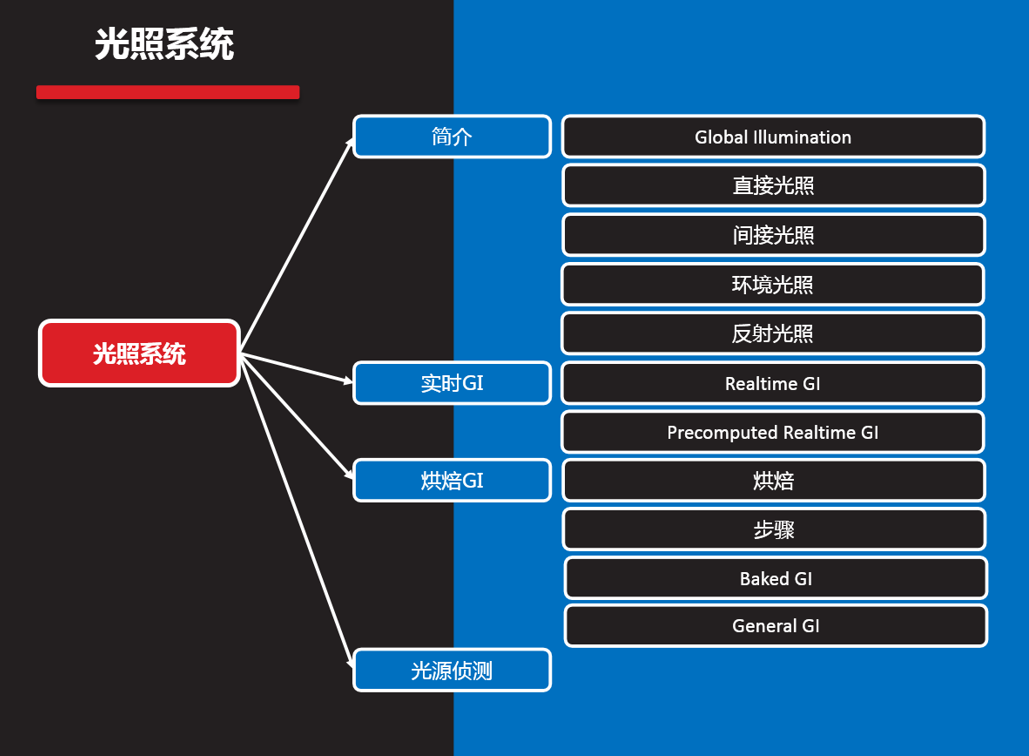 光照系统
光照系统
简介
Global Illumination
直接光照
间接光照
环境光照
反射光照
实时GI
Realtime GI
Precomputed Realtime GI
烘焙GI
烘焙
步骤
Baked GI
General GI
光源侦测